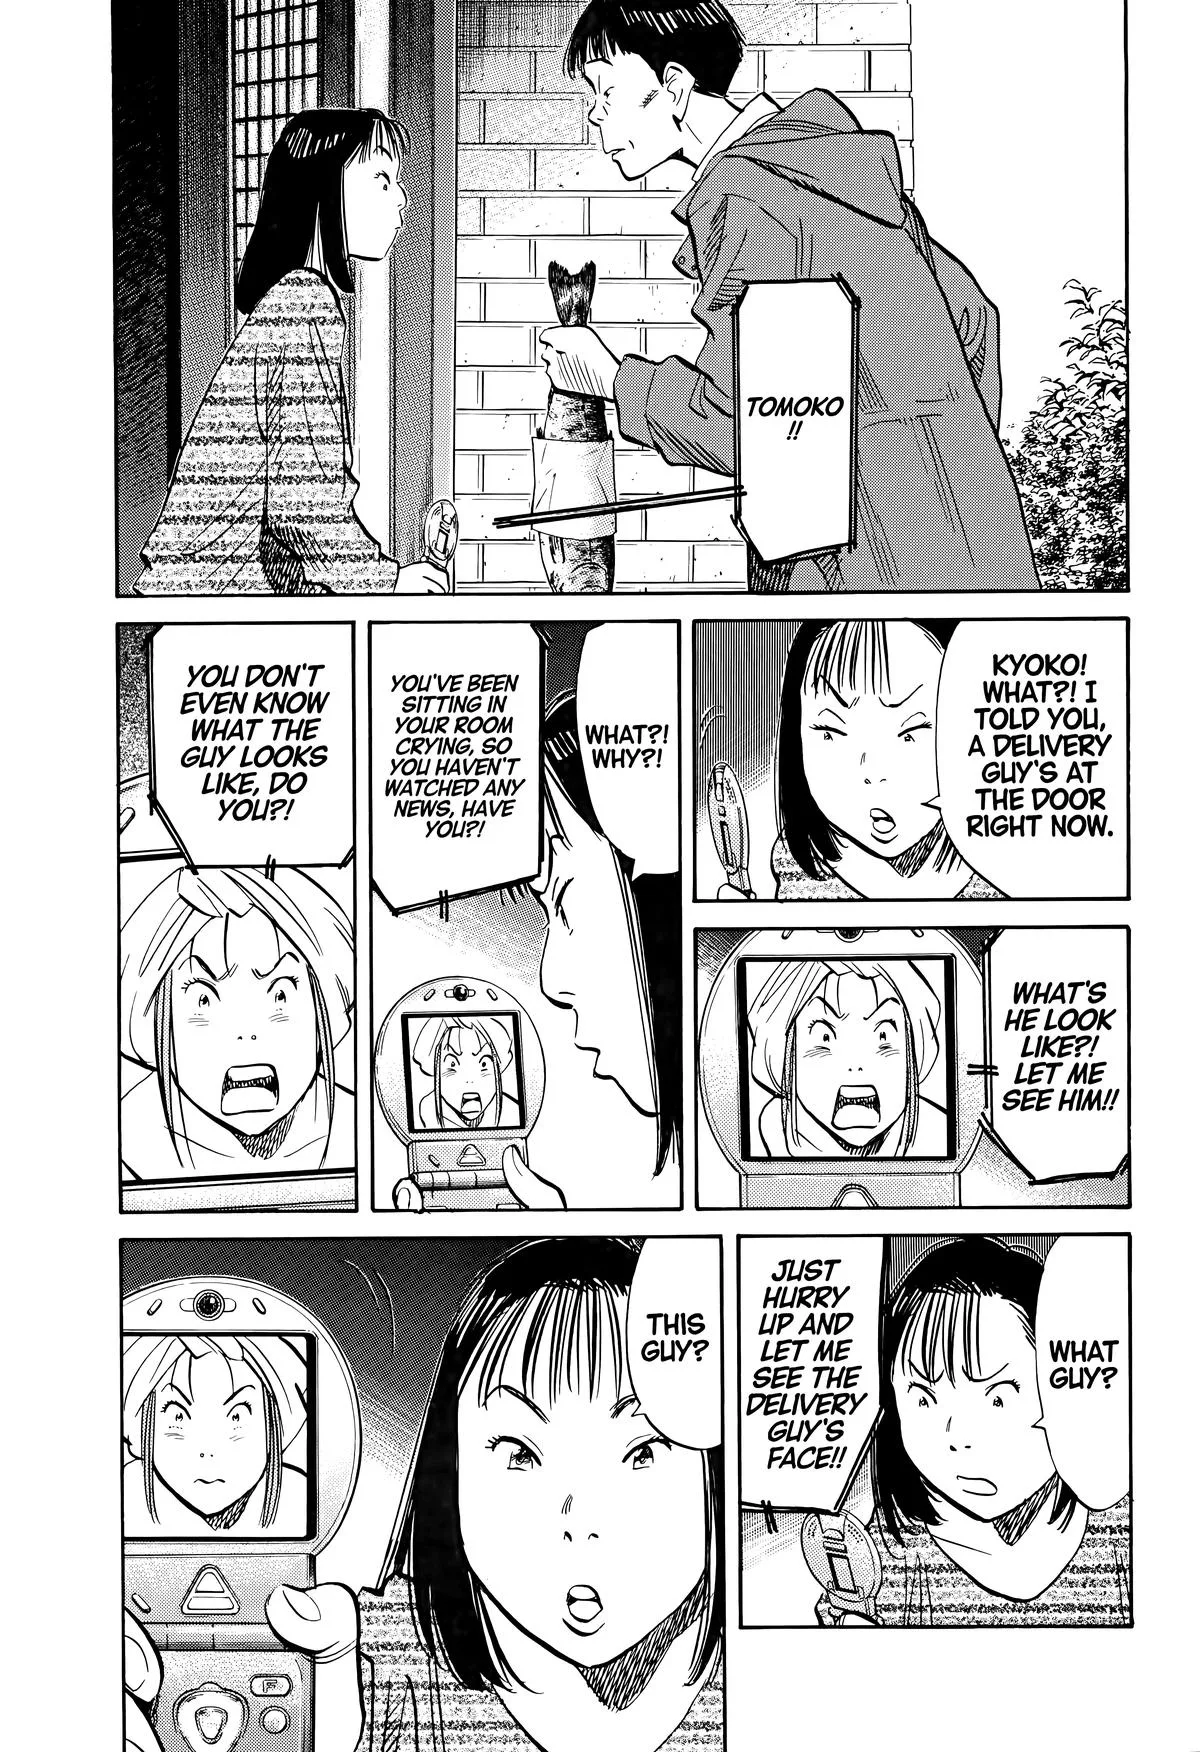 TOMOKO
!!
KYOKO!
WHAT?! I
TOLD YOU,
A DELIVERY
GUY'S AT
THE DOOR
RIGHT NOW.
WHAT'S
HE LOOK
LIKE?!
LET ME
SEE HIM!!
WHAT?!
WHY?!
YOU'VE BEEN
SITTING IN
YOUR ROOM
CRYING, SO
YOU HAVEN'T
WATCHED ANY
NEWS, HAVE
YOU?!
YOU DON'T
EVEN KNOW
WHAT THE
GUY LOOKS
LIKE, DO
YOU?!
WHAT
GUY?
JUST
HURRY
UP AND
LET ME
SEE THE
DELIVERY
GUY'S
FACE!!
THIS
GUY?
F